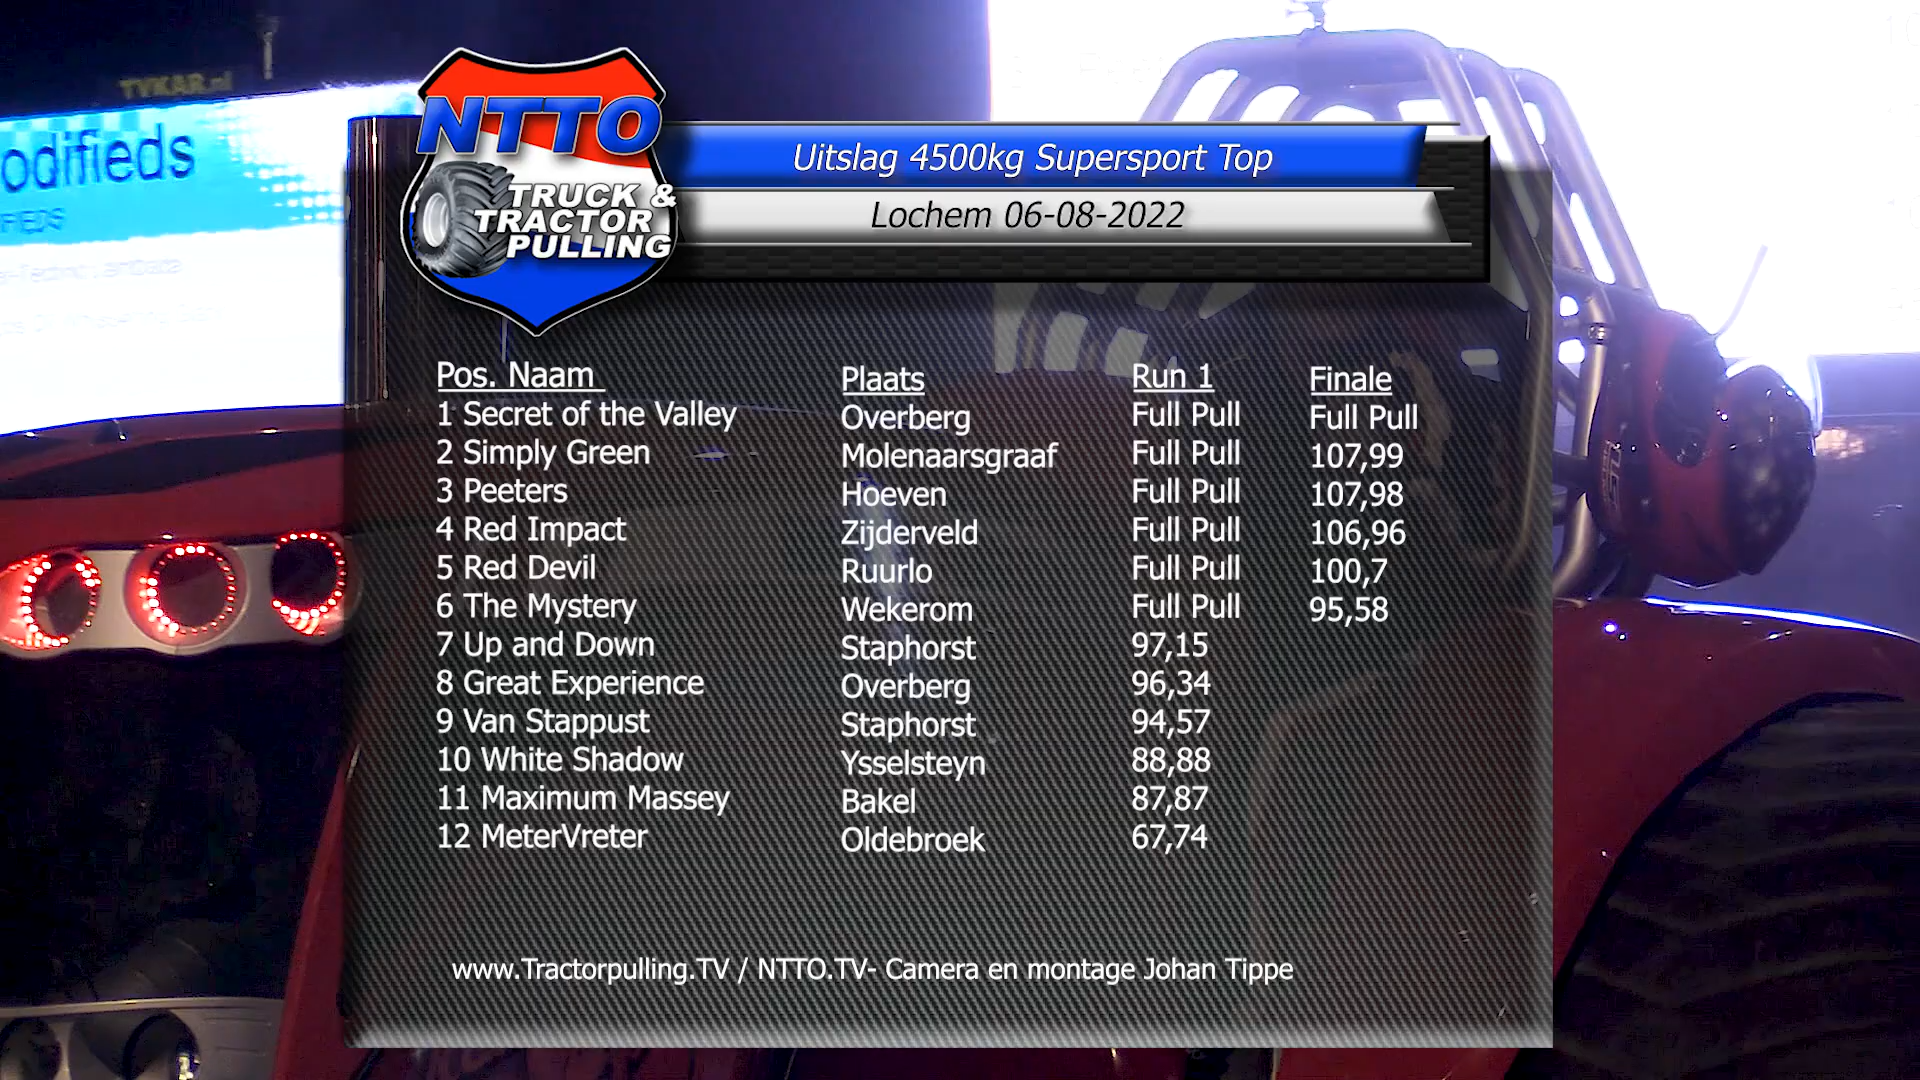 TVKAR.nl
odifieds
FIEDS
NTTO
TRUCK &
TRACTOR
PULLING
Uitslag 4500kg Supersport Top
Lochem 06-08-2022
Pos. Naam Plaats Run 1 Finale
1 Secret of the Valley Overberg Full Pull Full Pull
2 Simply Green Molenaarsgraaf Full Pull 107,99
3 Peeters Hoeven Full Pull 107,98
4 Red Impact Zijderveld Full Pull 106,96
5 Red Devil Ruurlo Full Pull 100,7
6 The Mystery Wekerom Full Pull 95,58
7 Up and Down Staphorst 97,15
8 Great Experience Overberg 96,34
9 Van Stappust Staphorst 94,57
10 White Shadow Ysselsteyn 88,88
11 Maximum Massey Bakel 87,87
12 MeterVreter Oldebroek 67,74
www.Tractorpulling.TV / NTTO.TV- Camera en montage Johan Tippe